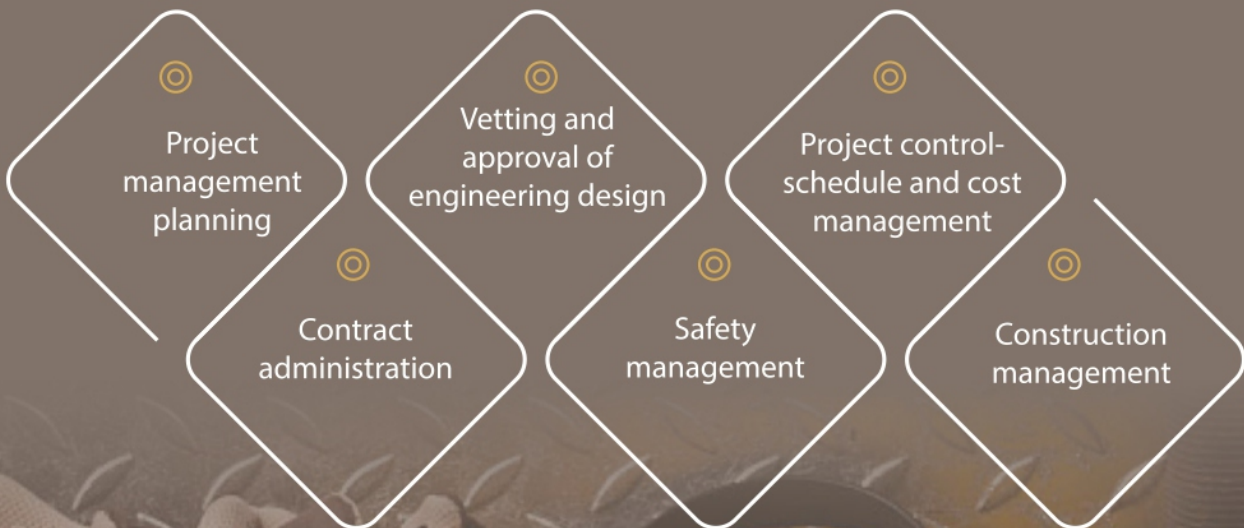 Project
management
planning
Contract
administration
Vetting and
approval of
engineering design
Safety
management
Project control-
schedule and cost
management
Construction
management